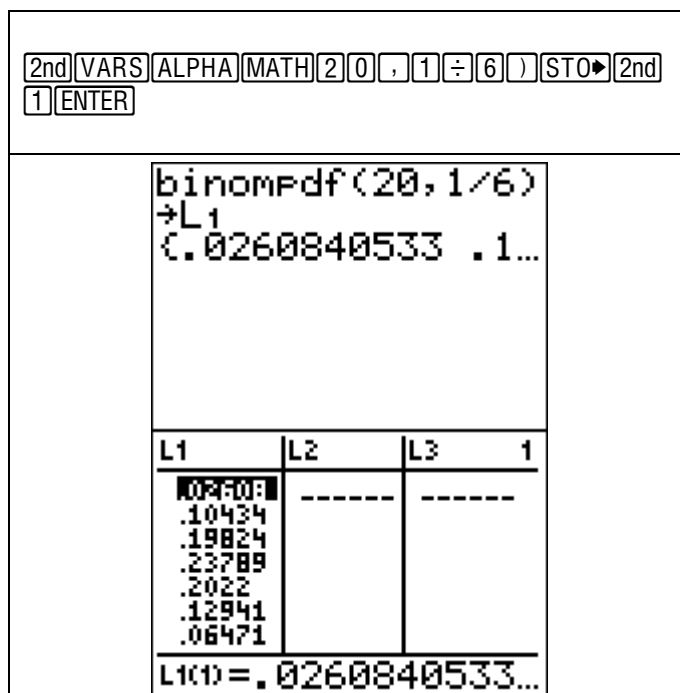 2nd VARS ALPHA MATH 2 0 , 1 ÷ 6 ) STO➧ 2nd
1 ENTER
binompdf(20,1/6)
→L1
{.0260840533 .1…
L1 L2 L3 1
.02608 ------ ------
.10434
.19824
.23789
.2022
.12941
.06471
L1(1)=.0260840533…